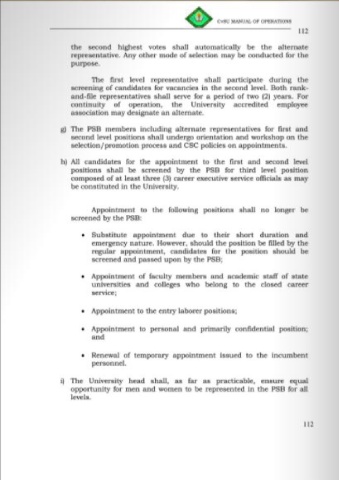 CvSU MANUAL OF OPERATIONS
112
the second highest votes shall automatically be the alternate
representative. Any other mode of selection may be conducted for the
purpose.
The first level representative shall participate during the
screening of candidates for vacancies in the second level. Both rank-
and-file representatives shall serve for a period of two (2) years. For
continuity of operation, the University accredited employee
association may designate an alternate.
g) The PSB members including alternate representatives for first and
second level positions shall undergo orientation and workshop on the
selection/promotion process and CSC policies on appointments.
h) All candidates for the appointment to the first and second level
positions shall be screened by the PSB for third level position
composed of at least three (3) career executive service officials as may
be constituted in the University.
Appointment to the following positions shall no longer be
screened by the PSB:
• Substitute appointment due to their short duration and
emergency nature. However, should the position be filled by the
regular appointment, candidates for the position should be
screened and passed upon by the PSB;
• Appointment of faculty members and academic staff of state
universities and colleges who belong to the closed career
service;
• Appointment to the entry laborer positions;
• Appointment to personal and primarily confidential position;
and
• Renewal of temporary appointment issued to the incumbent
personnel.
i) The University head shall, as far as practicable, ensure equal
opportunity for men and women to be represented in the PSB for all
levels.
112